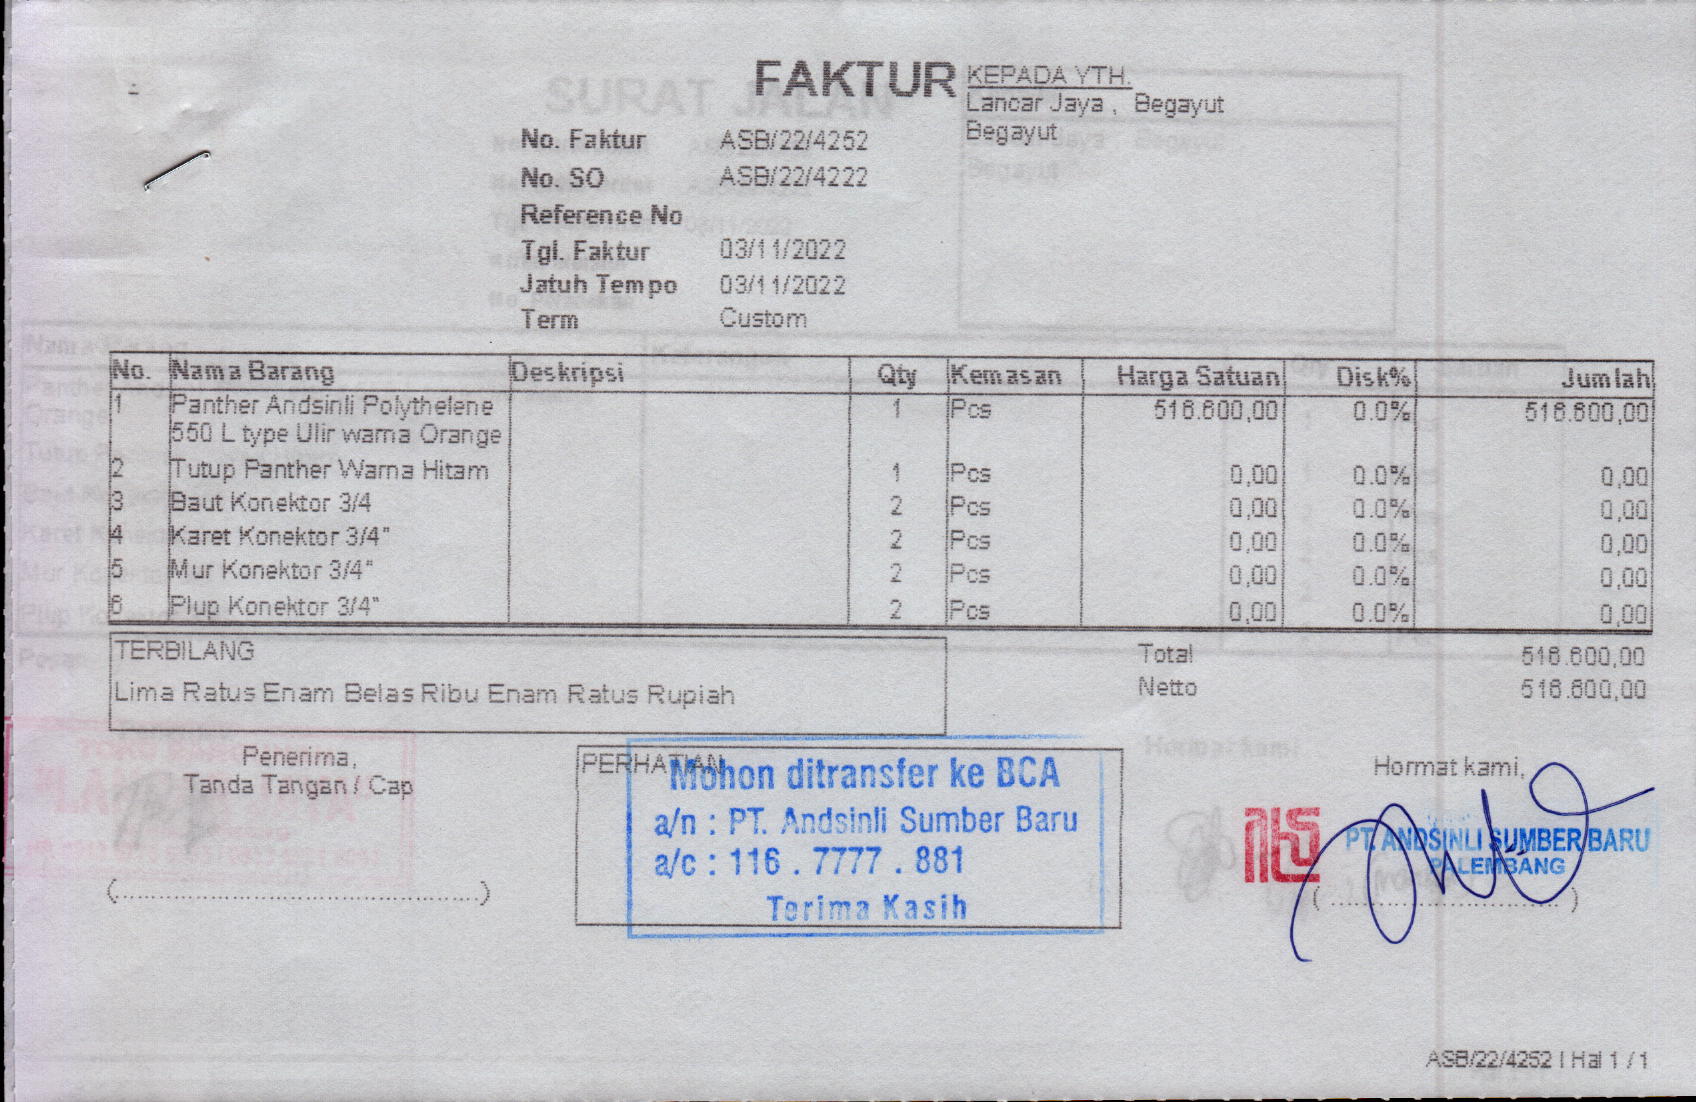 FAKTUR
KEPADA YTH.
Lancar Jaya , Begayut
Begayut
No. Faktur ASB/22/4252
No. SO ASB/22/4222
Reference No
Tgl. Faktur 03/11/2022
Jatuh Tempo 03/11/2022
Term Custom
No. Nama Barang Deskripsi Qty Kemasan Harga Satuan Disk% Jumlah
1 Panther Andsinli Polythelene 1 Pcs 516.600,00 0.0% 516.600,00
550 L type Ulir warna Orange
2 Tutup Panther Warna Hitam 1 Pcs 0,00 0.0% 0,00
3 Baut Konektor 3/4 2 Pcs 0,00 0.0% 0,00
4 Karet Konektor 3/4" 2 Pcs 0,00 0.0% 0,00
5 Mur Konektor 3/4" 2 Pcs 0,00 0.0% 0,00
6 Plup Konektor 3/4" 2 Pcs 0,00 0.0% 0,00
TERBILANG
Lima Ratus Enam Belas Ribu Enam Ratus Rupiah
Total 516.600,00
Netto 516.600,00
Penerima,
Tanda Tangan / Cap
(................................................)
PERHATIAN
Mohon ditransfer ke BCA
a/n : PT. Andsinli Sumber Baru
a/c : 116 . 7777 . 881
Terima Kasih
Hormat kami,
PT. ANDSINLI SUMBER BARU
PALEMBANG
( .............................. )
ASB/22/4252 | Hal 1 / 1